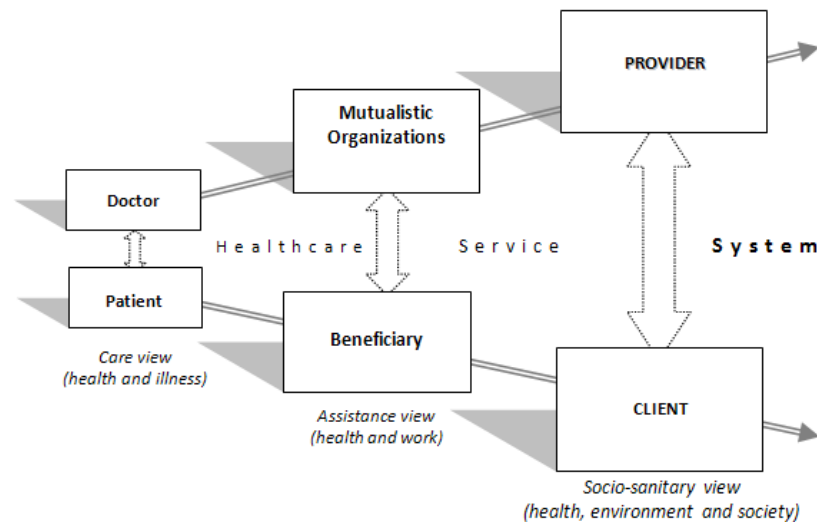 PROVIDER
Mutualistic
Organizations
Doctor
Healthcare Service System
Patient
Beneficiary
Care view
(health and illness)
Assistance view
(health and work)
CLIENT
Socio-sanitary view
(health, environment and society)